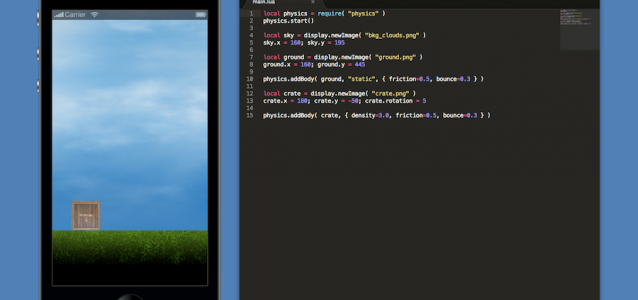 Carrier
main.lua
1 local physics = require( "physics" )
2 physics.start()
3
4 local sky = display.newImage( "bkg_clouds.png" )
5 sky.x = 160; sky.y = 195
6
7 local ground = display.newImage( "ground.png" )
8 ground.x = 160; ground.y = 445
9
10 physics.addBody( ground, "static", { friction=0.5, bounce=0.3 } )
11
12 local crate = display.newImage( "crate.png" )
13 crate.x = 180; crate.y = -50; crate.rotation = 5
14
15 physics.addBody( crate, { density=3.0, friction=0.5, bounce=0.3 } )